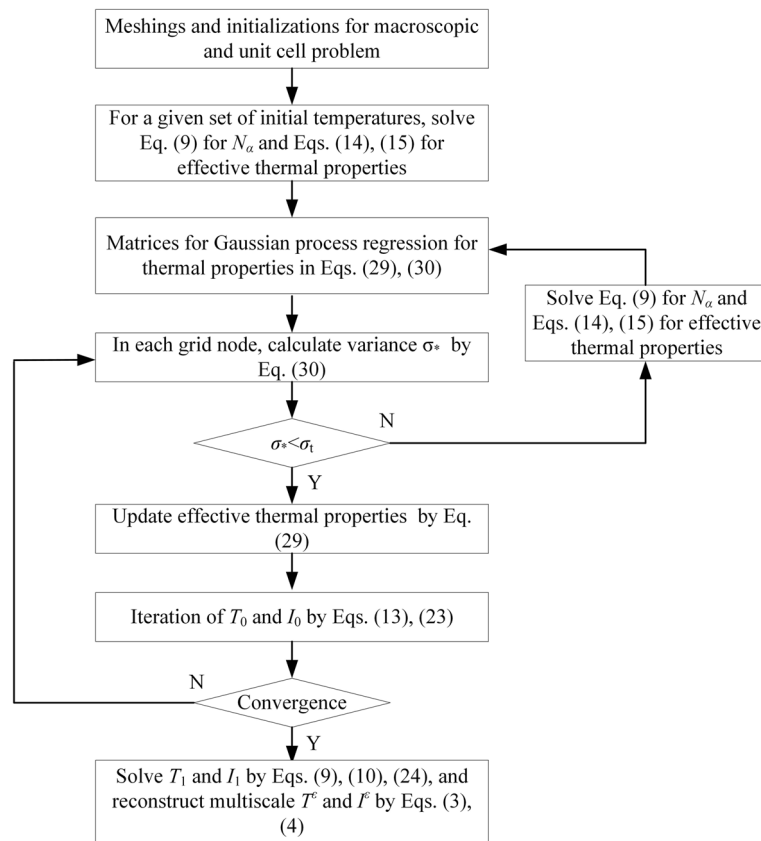 Meshings and initializations for macroscopic
and unit cell problem
For a given set of initial temperatures, solve
Eq. (9) for Nα and Eqs. (14), (15) for
effective thermal properties
Matrices for Gaussian process regression for
thermal properties in Eqs. (29), (30)
Solve Eq. (9) for Nα and
Eqs. (14), (15) for effective
thermal properties
In each grid node, calculate variance σ* by
Eq. (30)
N
σ*<σt
Y
Update effective thermal properties by Eq.
(29)
Iteration of T0 and I0 by Eqs. (13), (23)
N
Convergence
Y
Solve T1 and I1 by Eqs. (9), (10), (24), and
reconstruct multiscale Tε and Iε by Eqs. (3),
(4)